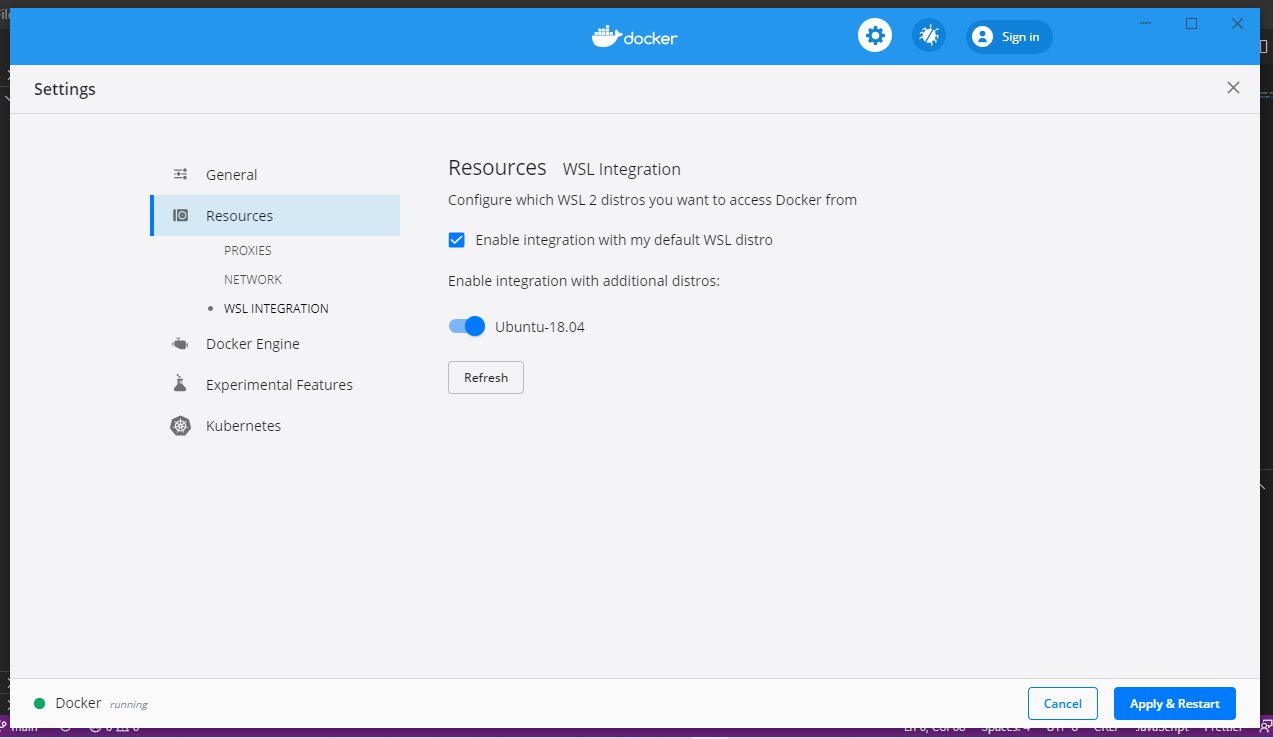 docker
Sign in
Settings
General
Resources
PROXIES
NETWORK
WSL INTEGRATION
Docker Engine
Experimental Features
Kubernetes
Resources WSL Integration
Configure which WSL 2 distros you want to access Docker from
Enable integration with my default WSL distro
Enable integration with additional distros:
Ubuntu-18.04
Refresh
Docker running
Cancel
Apply & Restart